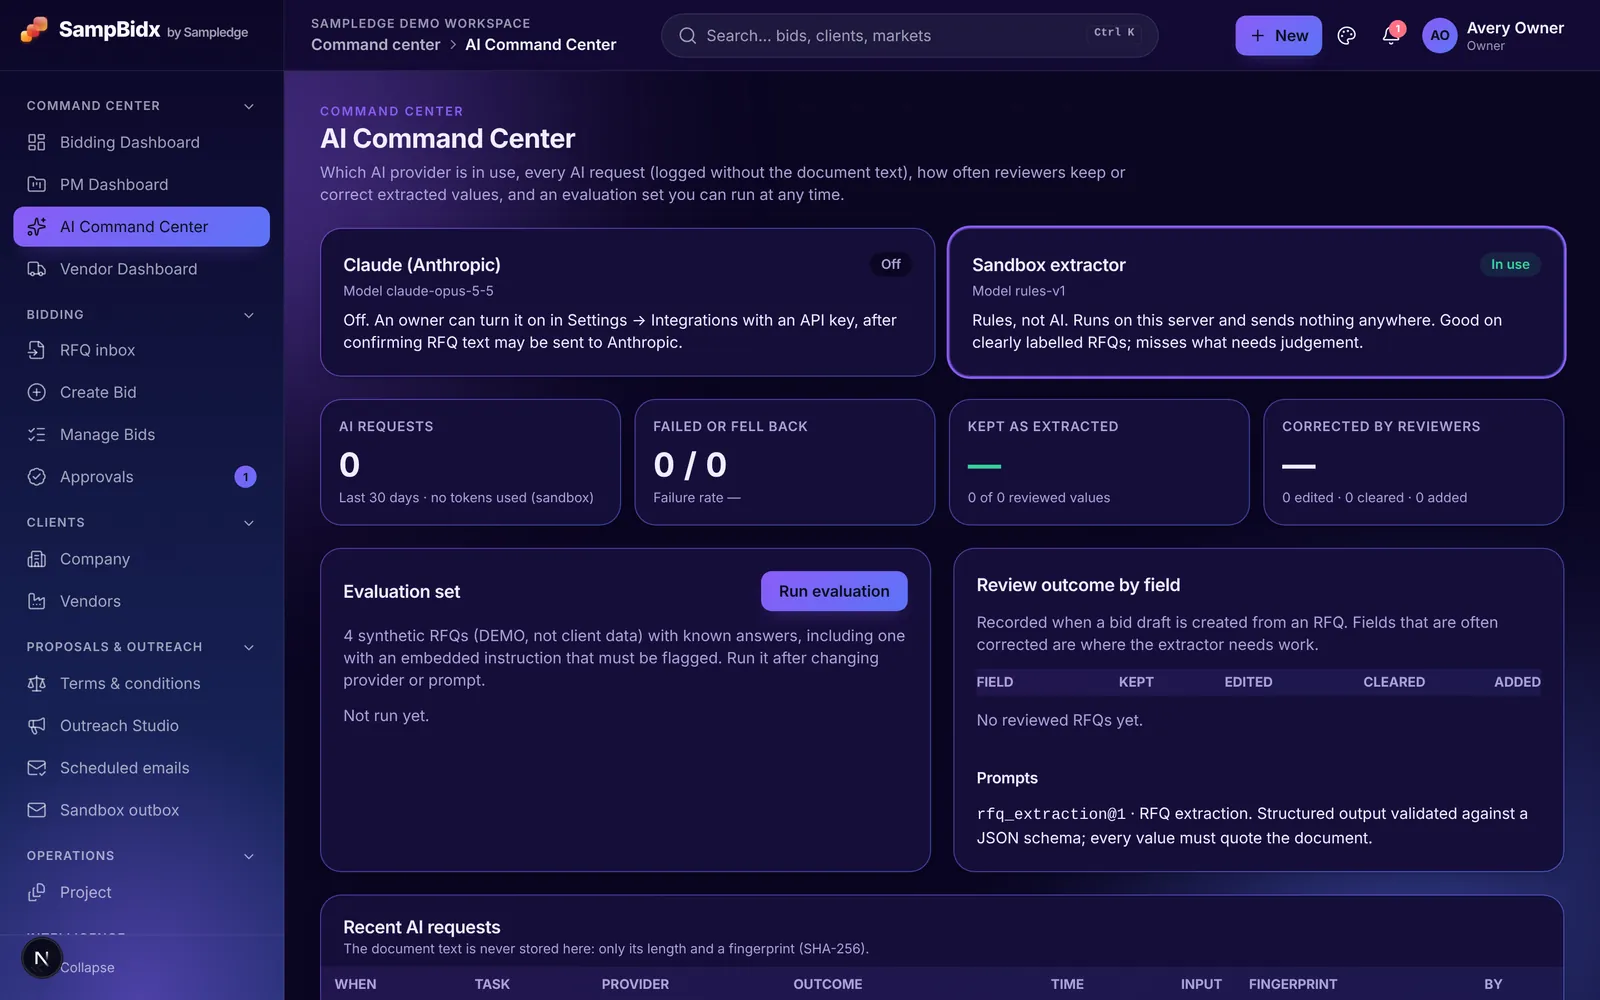 SampBidx by Sampledge
SAMPLEDGE DEMO WORKSPACE
Command center > AI Command Center
Search... bids, clients, markets
Ctrl K
+ New
1
AO
Avery Owner
Owner
COMMAND CENTER
Bidding Dashboard
PM Dashboard
AI Command Center
Vendor Dashboard
BIDDING
RFQ inbox
Create Bid
Manage Bids
Approvals
1
CLIENTS
Company
Vendors
PROPOSALS & OUTREACH
Terms & conditions
Outreach Studio
Scheduled emails
Sandbox outbox
OPERATIONS
Project
N
Collapse
COMMAND CENTER
AI Command Center
Which AI provider is in use, every AI request (logged without the document text), how often reviewers keep or
correct extracted values, and an evaluation set you can run at any time.
Claude (Anthropic)
Off
Model claude-opus-5-5
Off. An owner can turn it on in Settings → Integrations with an API key, after
confirming RFQ text may be sent to Anthropic.
Sandbox extractor
In use
Model rules-v1
Rules, not AI. Runs on this server and sends nothing anywhere. Good on
clearly labelled RFQs; misses what needs judgement.
AI REQUESTS
0
Last 30 days · no tokens used (sandbox)
FAILED OR FELL BACK
0 / 0
Failure rate —
KEPT AS EXTRACTED
—
0 of 0 reviewed values
CORRECTED BY REVIEWERS
—
0 edited · 0 cleared · 0 added
Evaluation set
Run evaluation
4 synthetic RFQs (DEMO, not client data) with known answers, including one
with an embedded instruction that must be flagged. Run it after changing
provider or prompt.
Not run yet.
Review outcome by field
Recorded when a bid draft is created from an RFQ. Fields that are often
corrected are where the extractor needs work.
FIELD KEPT EDITED CLEARED ADDED
No reviewed RFQs yet.
Prompts
rfq_extraction@1 · RFQ extraction. Structured output validated against a
JSON schema; every value must quote the document.
Recent AI requests
The document text is never stored here: only its length and a fingerprint (SHA-256).
WHEN TASK PROVIDER OUTCOME TIME INPUT FINGERPRINT BY